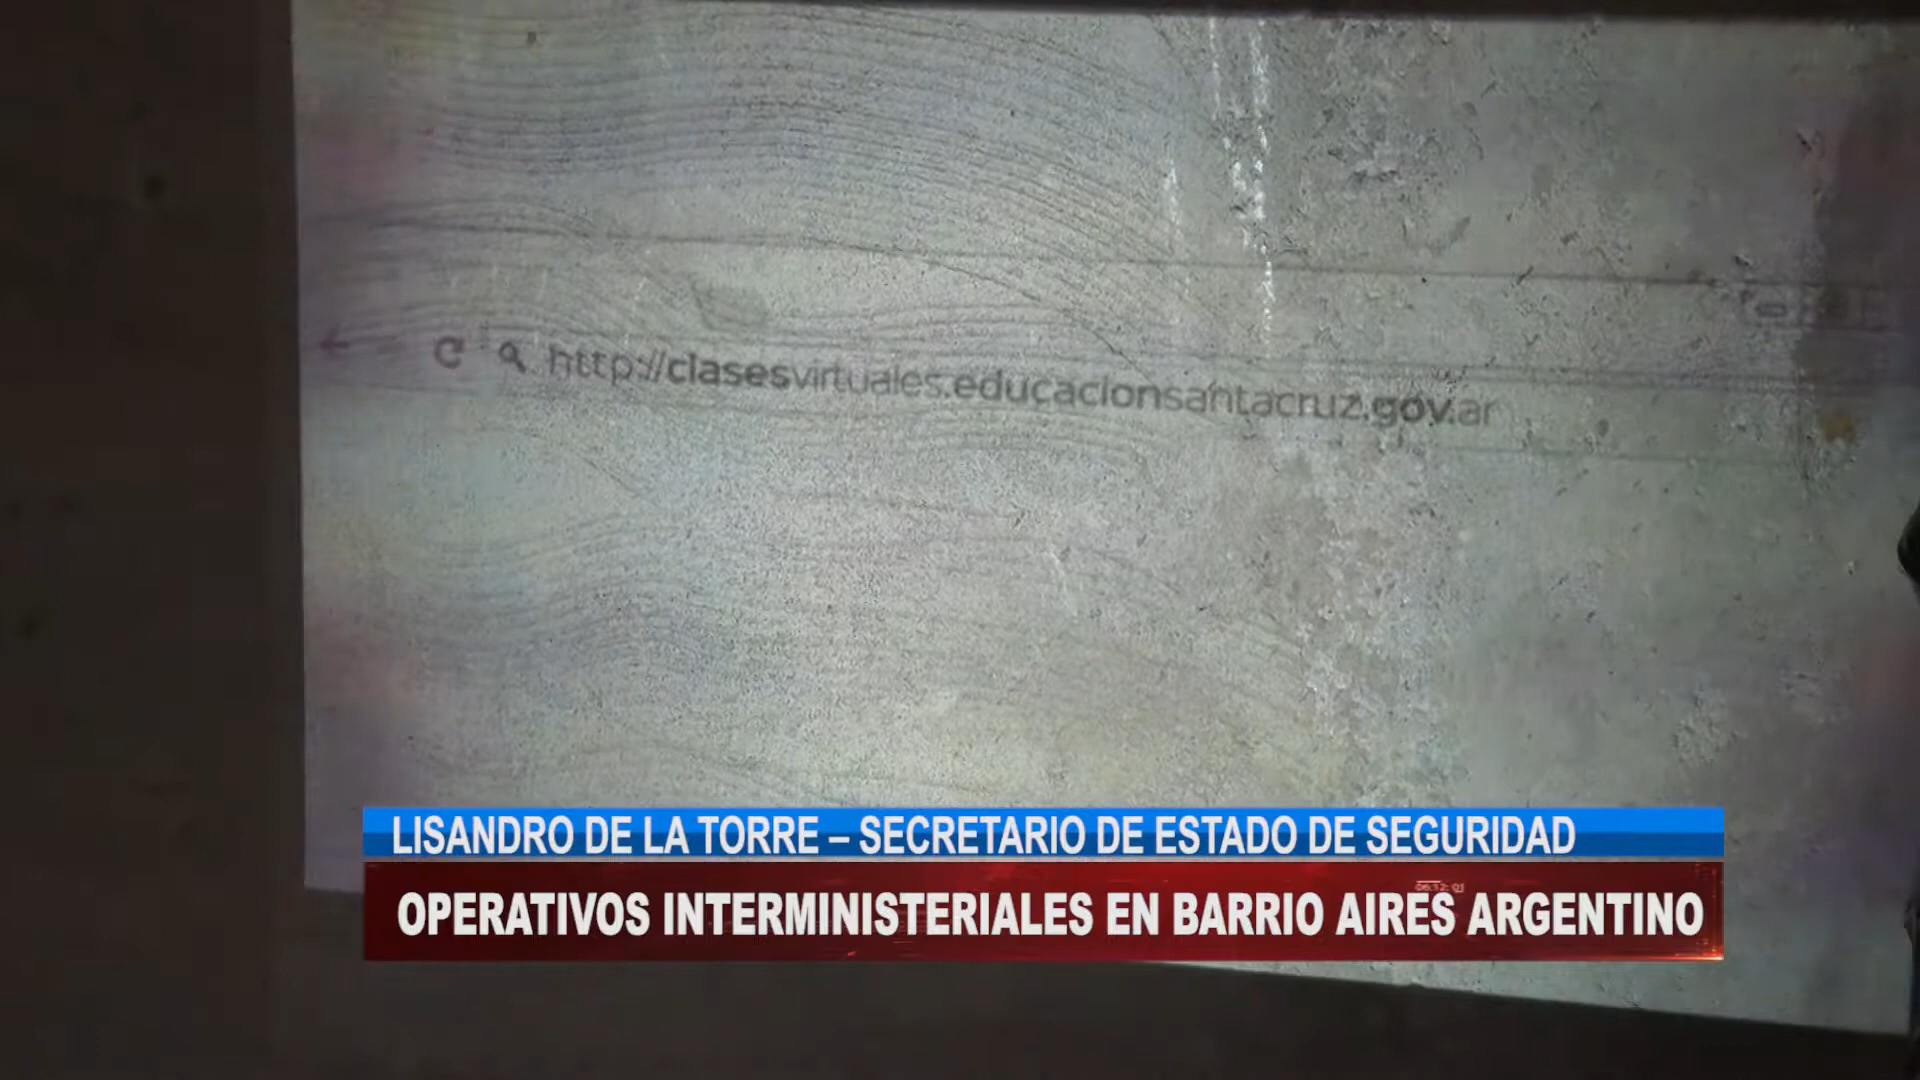 http://clasesvirtuales.educacionsantacruz.gov.ar
LISANDRO DE LA TORRE – SECRETARIO DE ESTADO DE SEGURIDAD
OPERATIVOS INTERMINISTERIALES EN BARRIO AIRES ARGENTINO